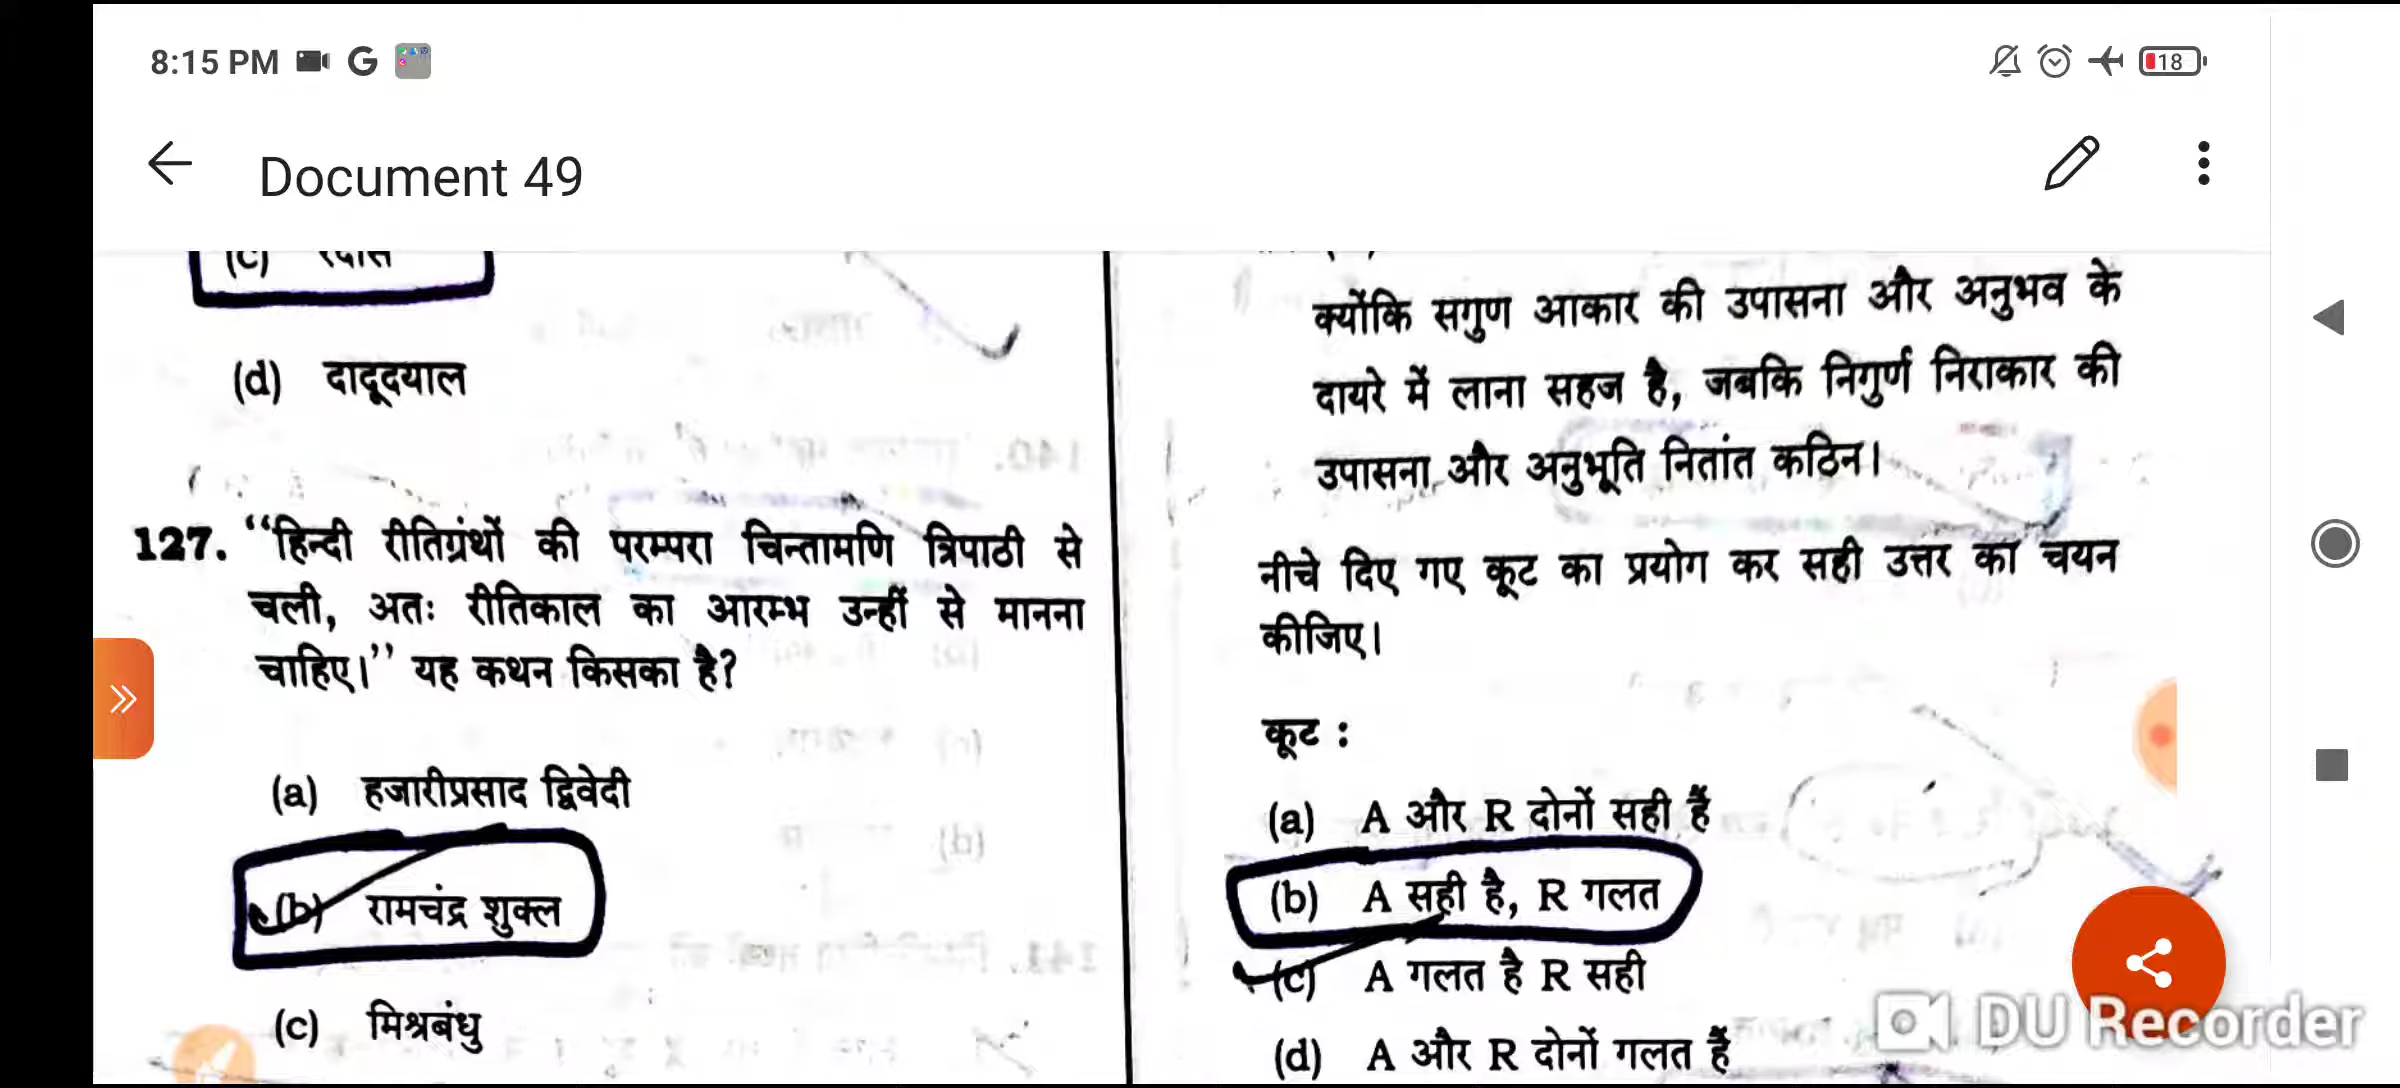 8:15 PM G
18
Document 49
(d) दादूदयाल
127. “हिन्दी रीतिग्रंथों की परम्परा चिन्तामणि त्रिपाठी से
चली, अतः रीतिकाल का आरम्भ उन्हीं से मानना
चाहिए।” यह कथन किसका है?
(a) हजारीप्रसाद द्विवेदी
(b) रामचंद्र शुक्ल
(c) मिश्रबंधु
क्योंकि सगुण आकार की उपासना और अनुभव के
दायरे में लाना सहज है, जबकि निगुर्ण निराकार की
उपासना और अनुभूति नितांत कठिन।
नीचे दिए गए कूट का प्रयोग कर सही उत्तर का चयन
कीजिए।
कूट :
(a) A और R दोनों सही हैं
(b) A सही है, R गलत
(c) A गलत है R सही
(d) A और R दोनों गलत हैं
DU Recorder